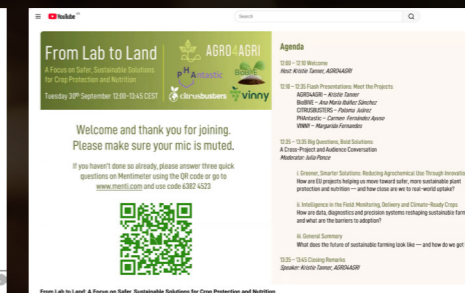 YouTube
Search
From Lab to Land
A Focus on Safer, Sustainable Solutions
for Crop Protection and Nutrition
Tuesday 30th September 12:00-13:45 CEST
AGRO4AGRI
PHAntastic
BioBIVE
citrusbusters
vinny
Welcome and thank you for joining.
Please make sure your mic is muted.
If you haven't done so already, please answer three quick
questions on Mentimeter using the QR code or go to
www.menti.com and use code 6382 4523
Agenda
12:00 – 12:10 Welcome
Host: Kristie Tanner, AGRO4AGRI
12:10 – 12:35 Flash Presentations: Meet the Projects
AGRO4AGRI – Kristie Tanner
BioBIVE – Ana María Ibáñez Sánchez
CITRUSBUSTERS – Paloma Juárez
PHAntastic – Carmen Fernández Ayuso
VINNY – Margarida Fernandes
12:35 – 13:35 Big Questions, Bold Solutions:
A Cross-Project and Audience Conversation
Moderator: Julia Ponce
i. Greener, Smarter Solutions: Reducing Agrochemical Use Through Innovation
How are EU projects helping us move toward safer, more sustainable plant
protection and nutrition — and how close are we to real-world uptake?
ii. Intelligence in the Field: Monitoring, Delivery and Climate-Ready Crops
How are data, diagnostics and precision systems reshaping sustainable
and what are the barriers to adoption?
iii. General Summary
What does the future of sustainable farming look like — and how do we get
13:35 – 13:45 Closing Remarks
Speaker: Kristie Tanner, AGRO4AGRI
From Lab to Land: A Focus on Safer, Sustainable Solutions for Crop Protection and Nutrition